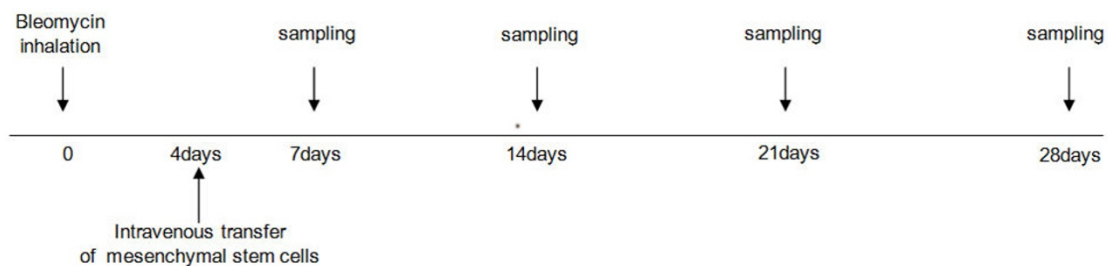 Bleomycin
inhalation
sampling
sampling
sampling
sampling
*
0
4days
7days
14days
21days
28days
Intravenous transfer
of mesenchymal stem cells